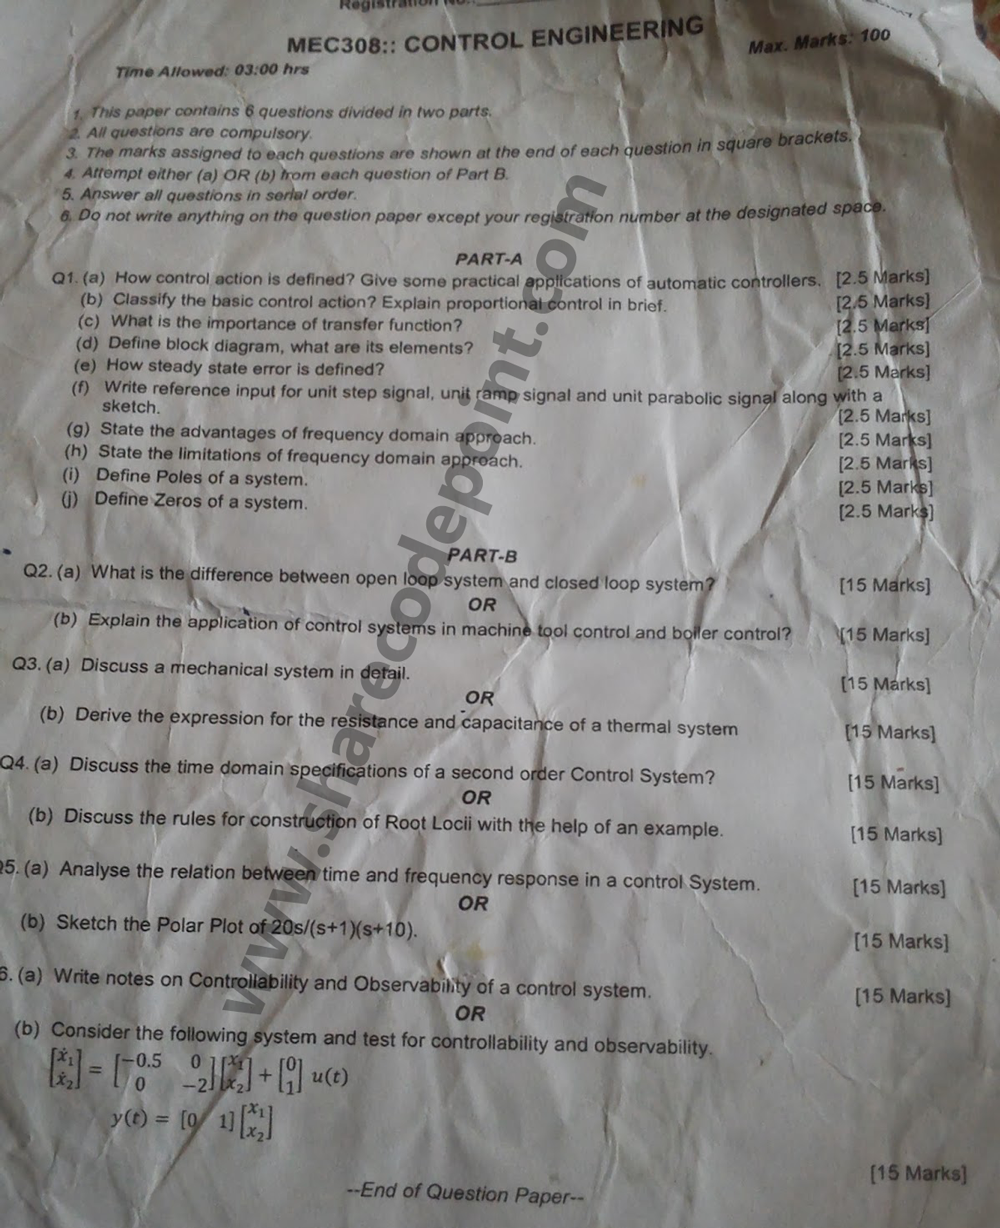 Registration No.:
MEC308:: CONTROL ENGINEERING
Time Allowed: 03:00 hrs
Max. Marks: 100
1. This paper contains 6 questions divided in two parts.
2. All questions are compulsory.
3. The marks assigned to each questions are shown at the end of each question in square brackets.
4. Attempt either (a) OR (b) from each question of Part B.
5. Answer all questions in serial order.
6. Do not write anything on the question paper except your registration number at the designated space.
PART-A
Q1. (a) How control action is defined? Give some practical applications of automatic controllers. [2.5 Marks]
(b) Classify the basic control action? Explain proportional control in brief. [2.5 Marks]
(c) What is the importance of transfer function? [2.5 Marks]
(d) Define block diagram, what are its elements? [2.5 Marks]
(e) How steady state error is defined? [2.5 Marks]
(f) Write reference input for unit step signal, unit ramp signal and unit parabolic signal along with a
sketch. [2.5 Marks]
(g) State the advantages of frequency domain approach. [2.5 Marks]
(h) State the limitations of frequency domain approach. [2.5 Marks]
(i) Define Poles of a system. [2.5 Marks]
(j) Define Zeros of a system. [2.5 Marks]
PART-B
Q2. (a) What is the difference between open loop system and closed loop system? [15 Marks]
OR
(b) Explain the application of control systems in machine tool control and boiler control? [15 Marks]
Q3. (a) Discuss a mechanical system in detail. [15 Marks]
OR
(b) Derive the expression for the resistance and capacitance of a thermal system [15 Marks]
Q4. (a) Discuss the time domain specifications of a second order Control System? [15 Marks]
OR
(b) Discuss the rules for construction of Root Locii with the help of an example. [15 Marks]
5. (a) Analyse the relation between time and frequency response in a control System. [15 Marks]
OR
(b) Sketch the Polar Plot of 20s/(s+1)(s+10). [15 Marks]
6. (a) Write notes on Controllability and Observability of a control system. [15 Marks]
OR
(b) Consider the following system and test for controllability and observability.
[ẋ₁ ẋ₂] = [−0.5 0 0 −2] [x₁ x₂] + [0 1] u(t)
y(t) = [0 1] [x₁ x₂]
[15 Marks]
--End of Question Paper--
www.sharecodepoint.com